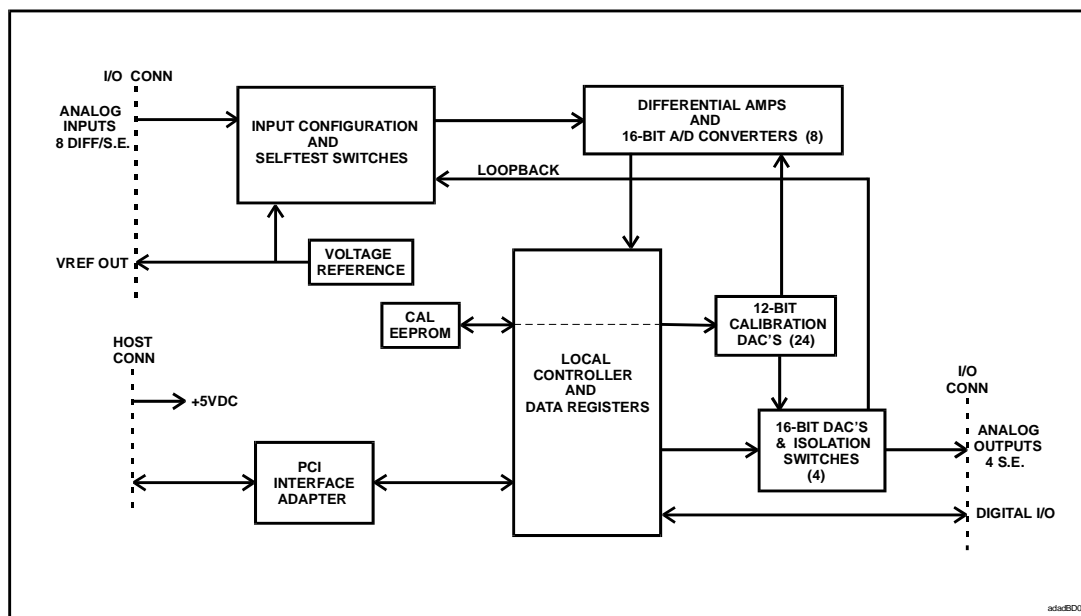 I/O CONN
ANALOG
INPUTS
8 DIFF/S.E.
INPUT CONFIGURATION
AND
SELFTEST SWITCHES
DIFFERENTIAL AMPS
AND
16-BIT A/D CONVERTERS (8)
LOOPBACK
VREF OUT
VOLTAGE
REFERENCE
CAL
EEPROM
12-BIT
CALIBRATION
DAC'S (24)
HOST
CONN
+5VDC
LOCAL
CONTROLLER
AND
DATA REGISTERS
I/O
CONN
16-BIT DAC'S
& ISOLATION
SWITCHES
(4)
ANALOG
OUTPUTS
4 S.E.
PCI
INTERFACE
ADAPTER
DIGITAL I/O